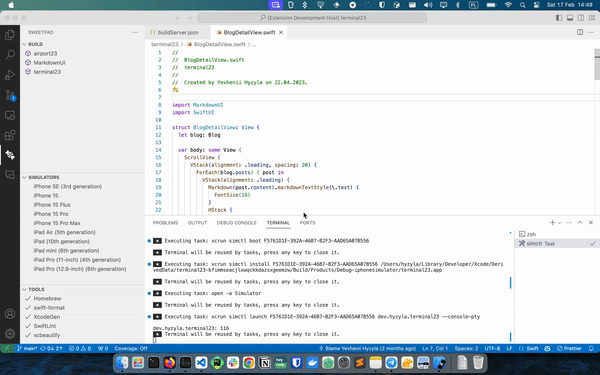 Sat 17 Feb 14:48
[Extension Development Host] terminal23
SWEETPAD
BUILD
airport23
MarkdownUI
terminal23
SIMULATORS
iPhone SE (3rd generation)
iPhone 15
iPhone 15 Plus
iPhone 15 Pro
iPhone 15 Pro Max
iPad Air (5th generation)
iPad (10th generation)
iPad mini (6th generation)
iPad Pro (11-inch) (4th generation)
iPad Pro (12.9-inch) (6th generation)
TOOLS
Homebrew
swift-format
XcodeGen
SwiftLint
xcbeautify
buildServer.json
BlogDetailView.swift
terminal23 > BlogDetailView.swift > ...
1 //
2 // BlogDetailView.swift
3 // terminal23
4 //
5 // Created by Yevhenii Hyzyla on 22.04.2023.
6 //
7
8 import MarkdownUI
9 import SwiftUI
10
11 struct BlogDetailView: View {
12 let blog: Blog
13
14 var body: some View {
15 ScrollView {
16 VStack(alignment: .leading, spacing: 20) {
17 ForEach(blog.posts) { post in
18 VStack(alignment: .leading) {
19 Markdown(post.content).markdownTextStyle(\.text) {
20 FontSize(16)
21 }
22 HStack {
PROBLEMS OUTPUT DEBUG CONSOLE TERMINAL PORTS
Executing task: xcrun simctl boot F5761D1E-392A-46B7-B2F3-AAD65A07B556
Terminal will be reused by tasks, press any key to close it.
Executing task: xcrun simctl install F5761D1E-392A-46B7-B2F3-AAD65A07B556 /Users/hyzyla/Library/Developer/Xcode/Deri
Terminal will be reused by tasks, press any key to close it.
Executing task: open -a Simulator
Terminal will be reused by tasks, press any key to close it.
Executing task: xcrun simctl launch F5761D1E-392A-46B7-B2F3-AAD65A07B556 dev.hyzyla.terminal23 --console-pty
dev.hyzyla.terminal23: 116
Terminal will be reused by tasks, press any key to close it.
zsh
simctl Task
main* 0↓ 2↑ 0 0 0 Coverage: Off
Blame Yevhenii Hyzyla (2 months ago) Ln 7, Col 1 Spaces: 2 UTF-8 LF Swift Prettier